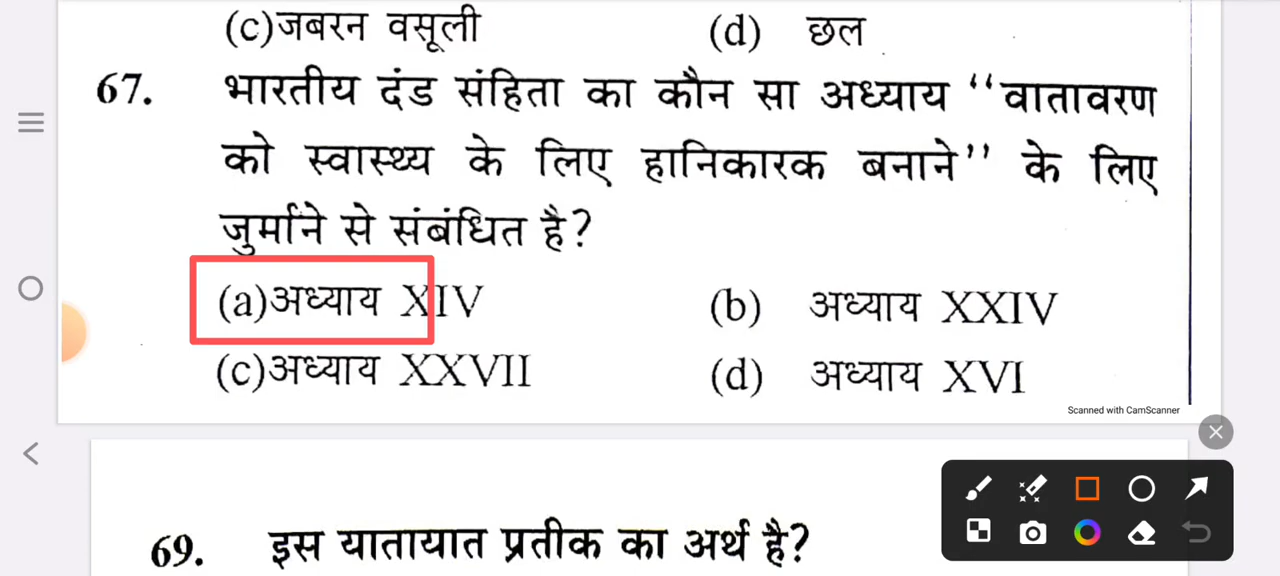 (c)जबरन वसूली (d) छल
67. भारतीय दंड संहिता का कौन सा अध्याय ‘‘वातावरण
को स्वास्थ्य के लिए हानिकारक बनाने’’ के लिए
जुर्माने से संबंधित है?
(a)अध्याय XIV (b) अध्याय XXIV
(c)अध्याय XXVII (d) अध्याय XVI
Scanned with CamScanner
69. इस यातायात प्रतीक का अर्थ है?